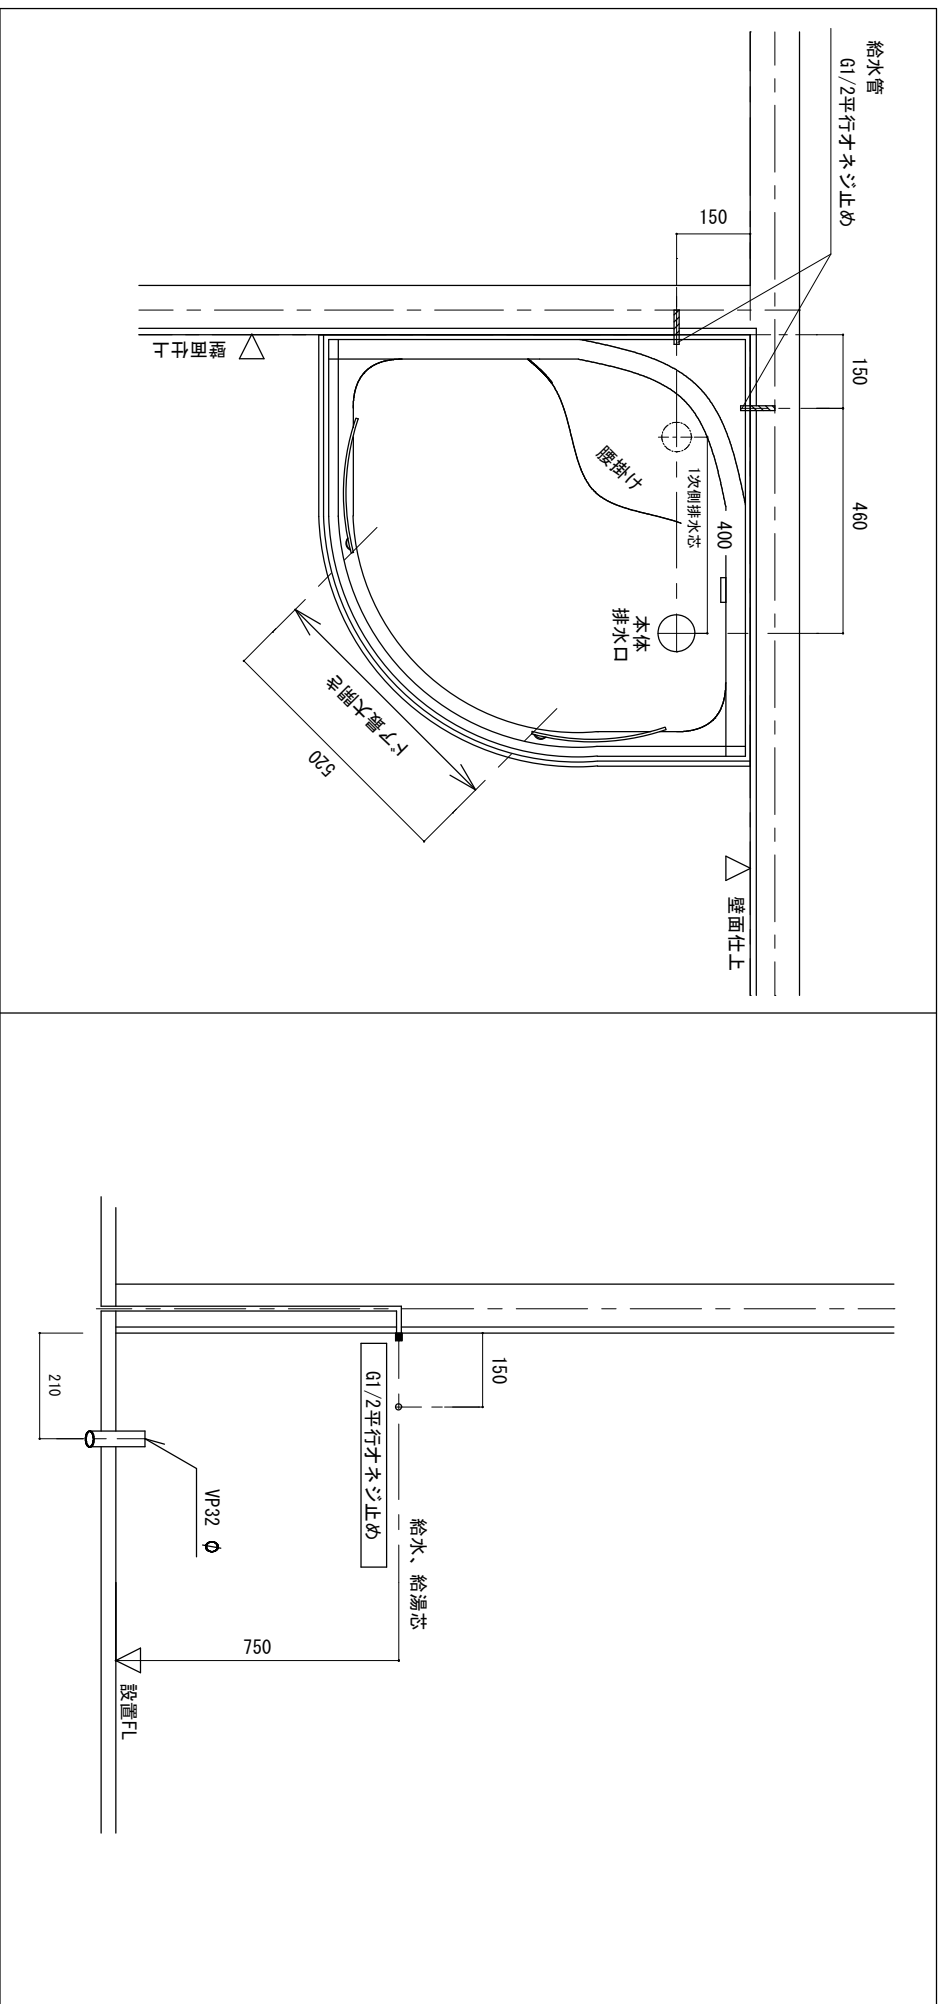 給水管
G1/2平行オネジ止め
150
150
460
壁面仕上
腰掛け
1次側排水芯
400
本体
排水口
ドア最大開き
520
壁面仕上
150
G1/2平行オネジ止め
210
VP32 Φ
給水、給湯芯
750
設置FL